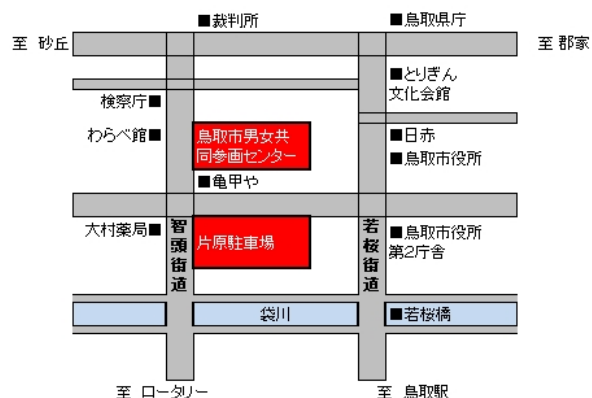 ■裁判所
■鳥取県庁
至 砂丘
至 郡家
■とりぎん
文化会館
検察庁■
わらべ館■
鳥取市男女共
同参画センター
■日赤
■鳥取市役所
■亀甲や
大村薬局■
智頭街道
片原駐車場
若桜街道
■鳥取市役所
第2庁舎
袋川
■若桜橋
至 ロータリー
至 鳥取駅